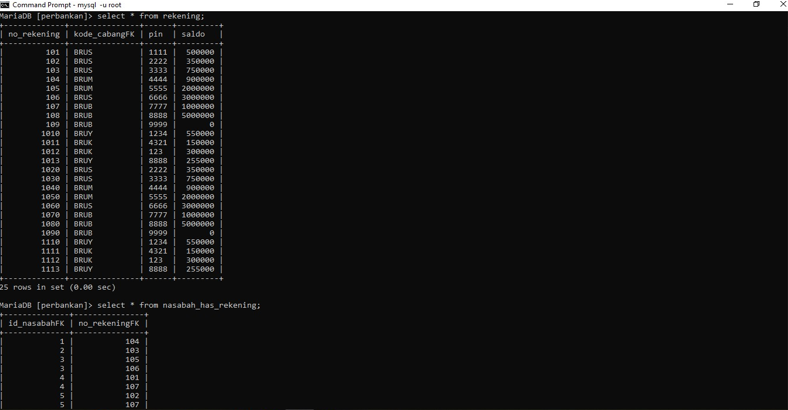 Command Prompt - mysql -u root
MariaDB [perbankan]> select * from rekening;
+-------------+---------------+------+---------+
| no_rekening | kode_cabangFK | pin | saldo |
+-------------+---------------+------+---------+
| 101 | BRUS | 1111 | 500000 |
| 102 | BRUS | 2222 | 350000 |
| 103 | BRUS | 3333 | 750000 |
| 104 | BRUM | 4444 | 900000 |
| 105 | BRUM | 5555 | 2000000 |
| 106 | BRUS | 6666 | 3000000 |
| 107 | BRUB | 7777 | 1000000 |
| 108 | BRUB | 8888 | 5000000 |
| 109 | BRUB | 9999 | 0 |
| 1010 | BRUY | 1234 | 550000 |
| 1011 | BRUK | 4321 | 150000 |
| 1012 | BRUK | 123 | 300000 |
| 1013 | BRUY | 8888 | 255000 |
| 1020 | BRUS | 2222 | 350000 |
| 1030 | BRUS | 3333 | 750000 |
| 1040 | BRUM | 4444 | 900000 |
| 1050 | BRUM | 5555 | 2000000 |
| 1060 | BRUS | 6666 | 3000000 |
| 1070 | BRUB | 7777 | 1000000 |
| 1080 | BRUB | 8888 | 5000000 |
| 1090 | BRUB | 9999 | 0 |
| 1110 | BRUY | 1234 | 550000 |
| 1111 | BRUK | 4321 | 150000 |
| 1112 | BRUK | 123 | 300000 |
| 1113 | BRUY | 8888 | 255000 |
+-------------+---------------+------+---------+
25 rows in set (0.00 sec)
MariaDB [perbankan]> select * from nasabah_has_rekening;
+--------------+---------------+
| id_nasabahFK | no_rekeningFK |
+--------------+---------------+
| 1 | 104 |
| 2 | 103 |
| 3 | 105 |
| 3 | 106 |
| 4 | 101 |
| 4 | 107 |
| 5 | 102 |
| 5 | 107 |